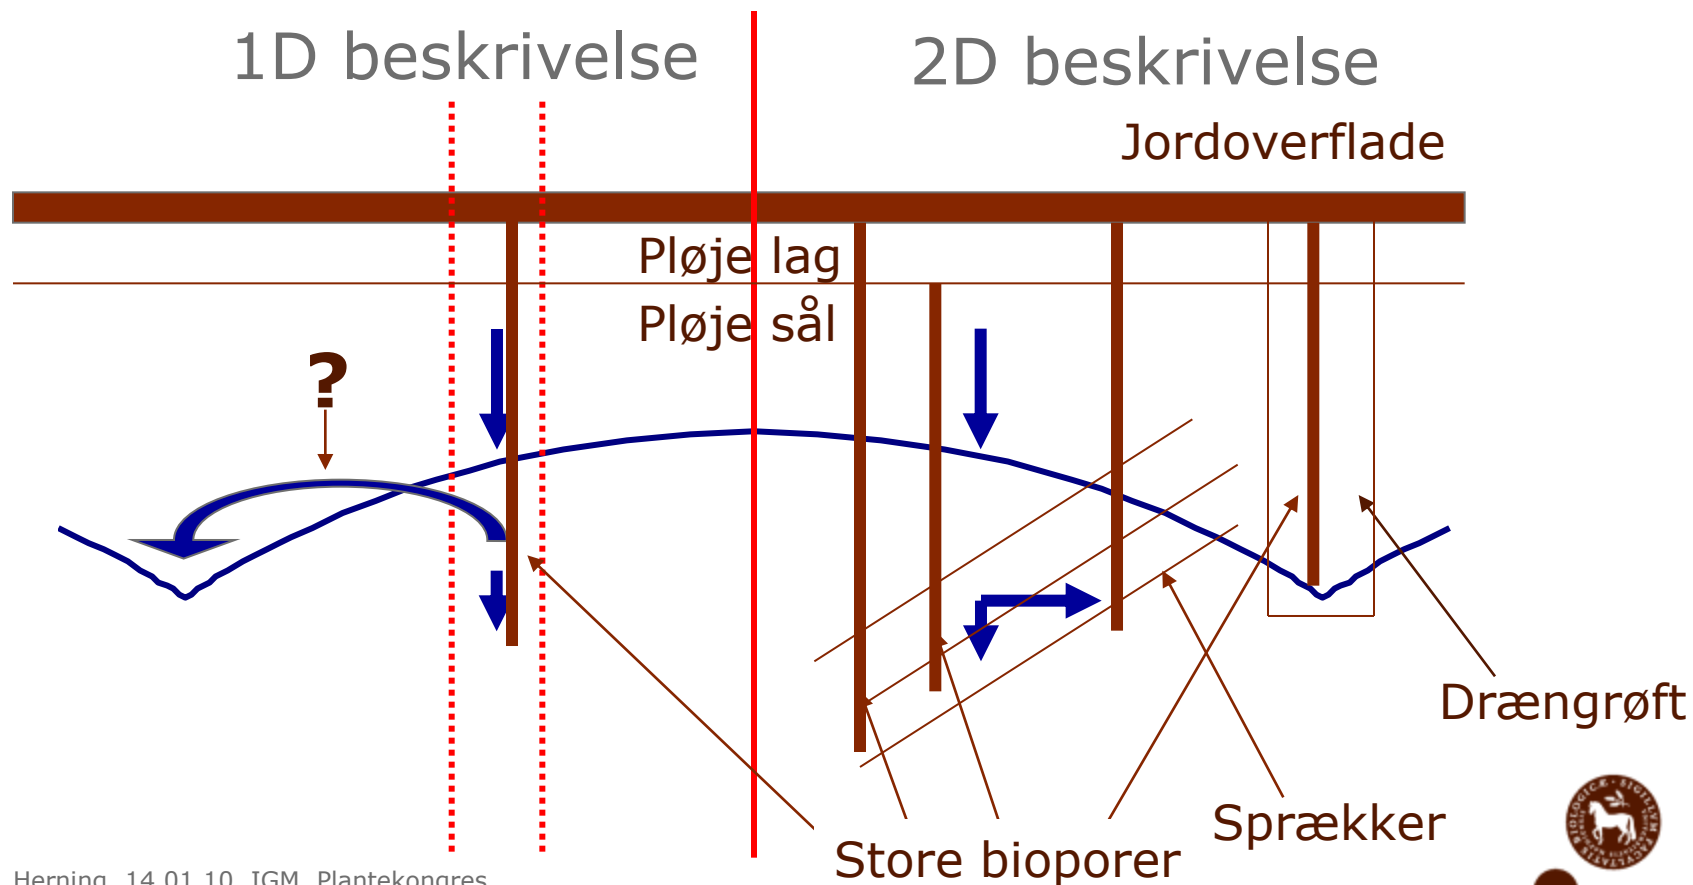 1D beskrivelse
2D beskrivelse
Jordoverflade
Pløje lag
Pløje sål
?
Drængrøft
Sprækker
Store bioporer
Herning, 14.01.10, IGM, Plantekongres